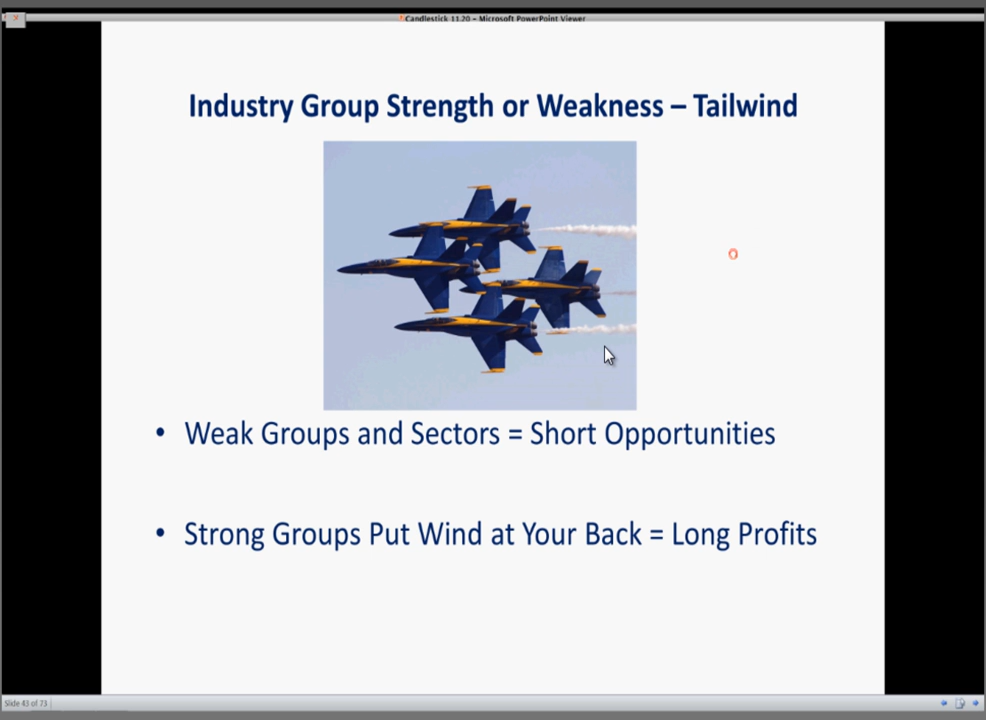 Candlestick 11.20 - Microsoft PowerPoint Viewer
Industry Group Strength or Weakness – Tailwind
• Weak Groups and Sectors = Short Opportunities
• Strong Groups Put Wind at Your Back = Long Profits
Slide 43 of 73